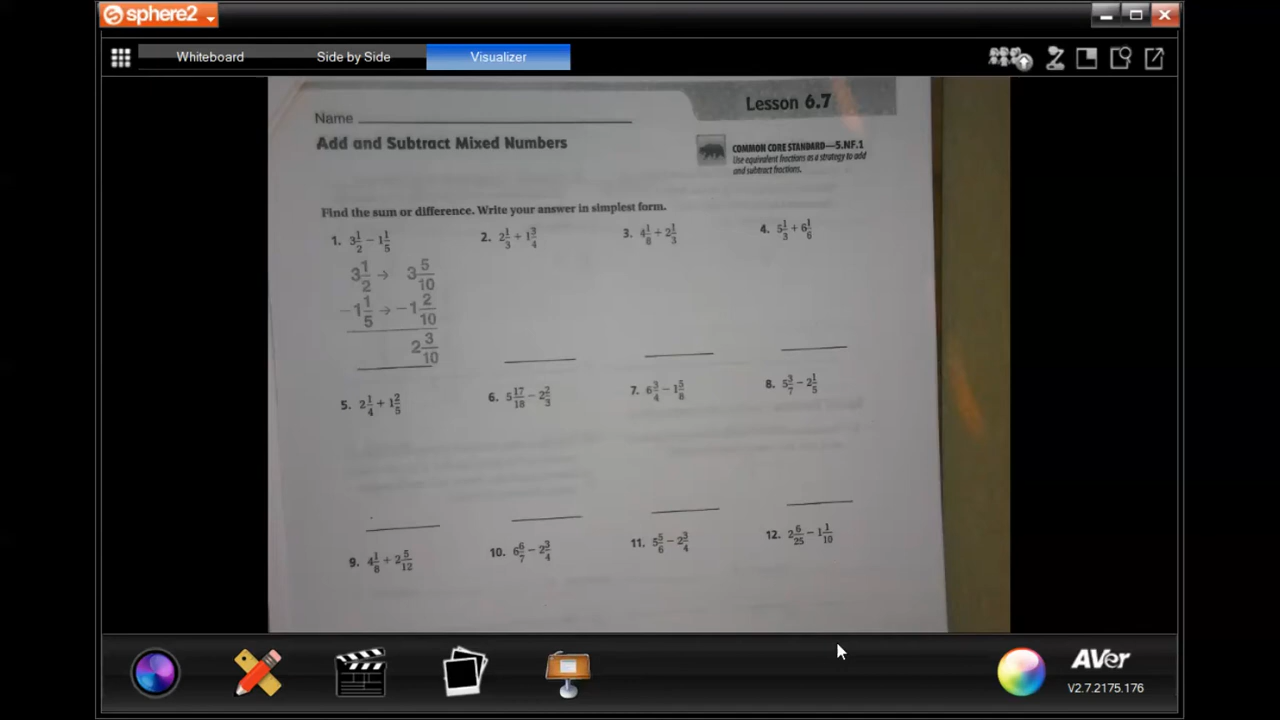 sphere2
Whiteboard Side by Side Visualizer
Lesson 6.7
Name
Add and Subtract Mixed Numbers
COMMON CORE STANDARD—5.NF.1
Use equivalent fractions as a strategy to add
and subtract fractions.
Find the sum or difference. Write your answer in simplest form.
1. 3 1/2 − 1 1/5 2. 2 1/3 + 1 3/4 3. 4 1/8 + 2 1/3 4. 5 1/3 + 6 1/6
3 1/2 → 3 5/10
−1 1/5 → −1 2/10
2 3/10
5. 2 1/4 + 1 2/5 6. 5 17/18 − 2 2/3 7. 6 3/4 − 1 5/8 8. 5 3/7 − 2 1/5
9. 4 1/8 + 2 5/12 10. 6 6/7 − 2 3/4 11. 5 5/6 − 2 3/4 12. 2 6/25 − 1 1/10
AVer
V2.7.2175.176